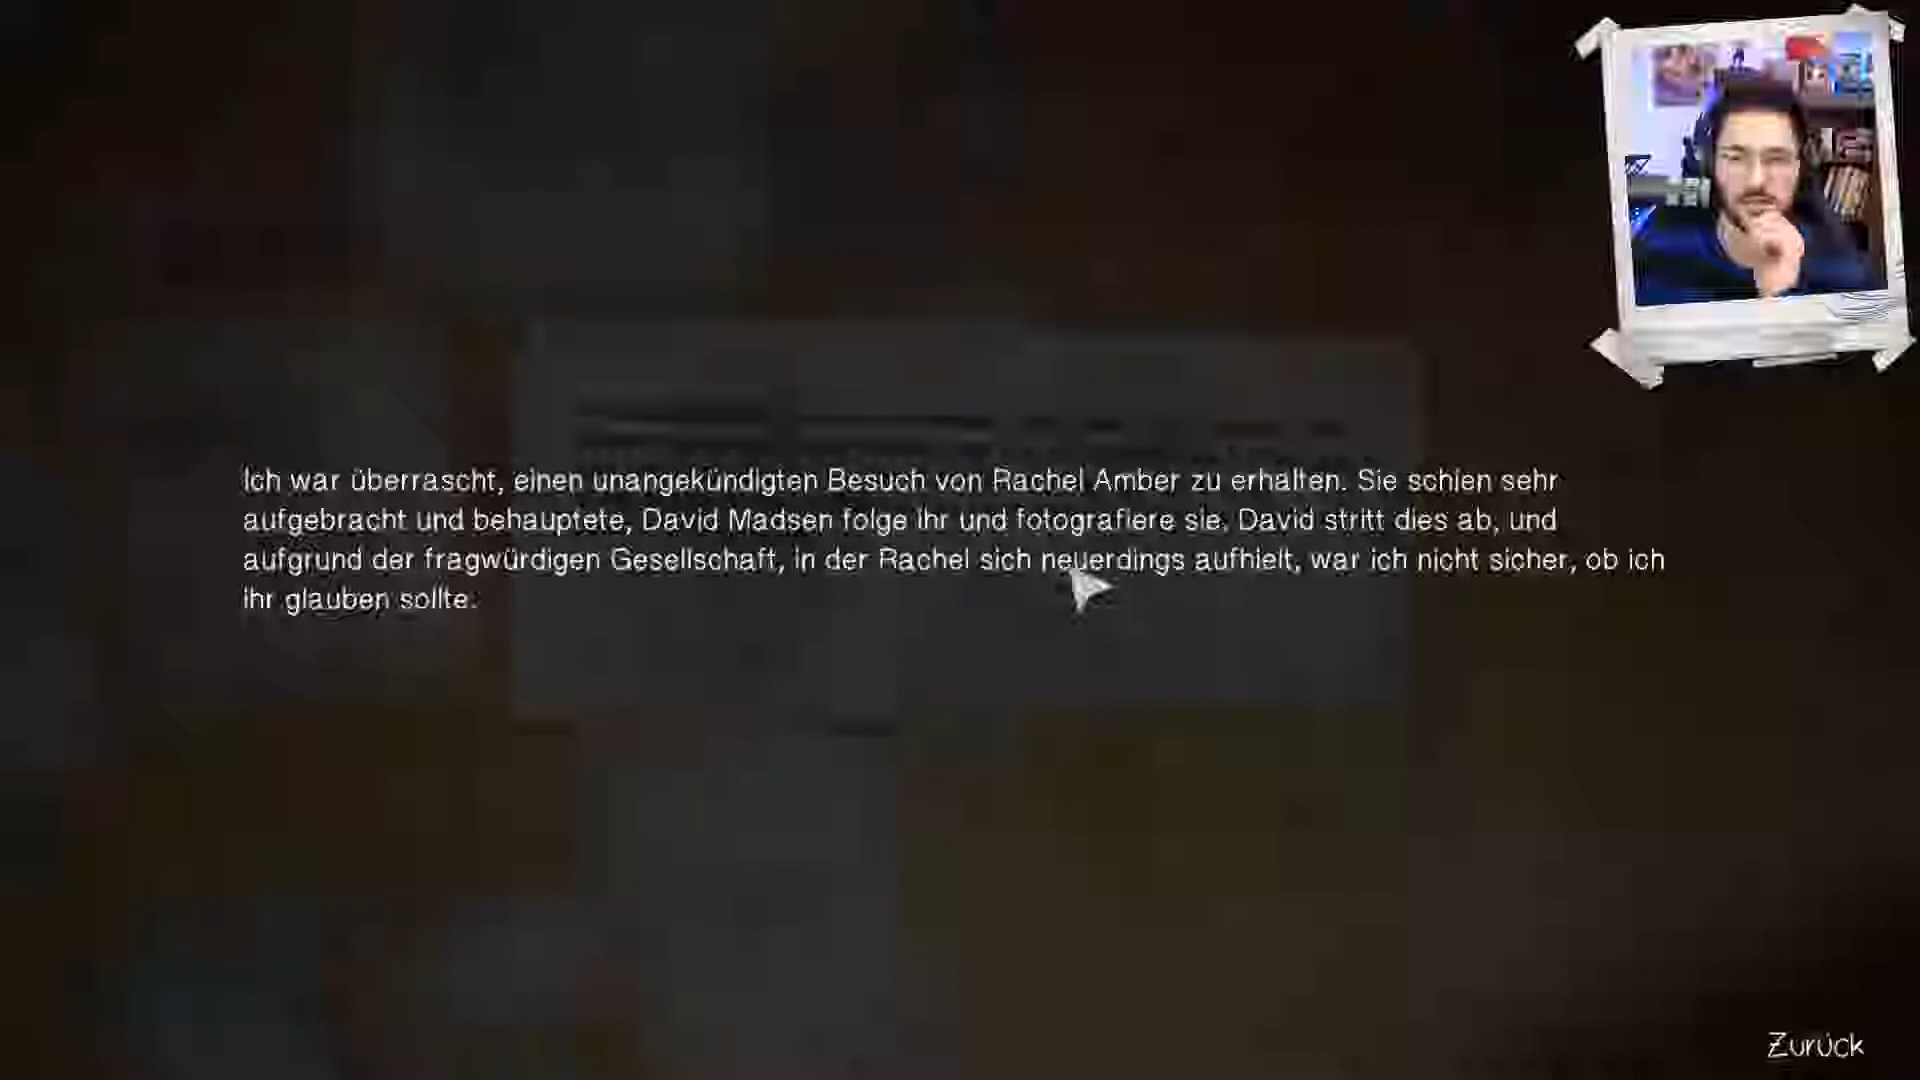 Ich war überrascht, einen unangekündigten Besuch von Rachel Amber zu erhalten. Sie schien sehr
aufgebracht und behauptete, David Madsen folge ihr und fotografiere sie. David stritt dies ab, und
aufgrund der fragwürdigen Gesellschaft, in der Rachel sich neuerdings aufhielt, war ich nicht sicher, ob ich
ihr glauben sollte.
Zurück